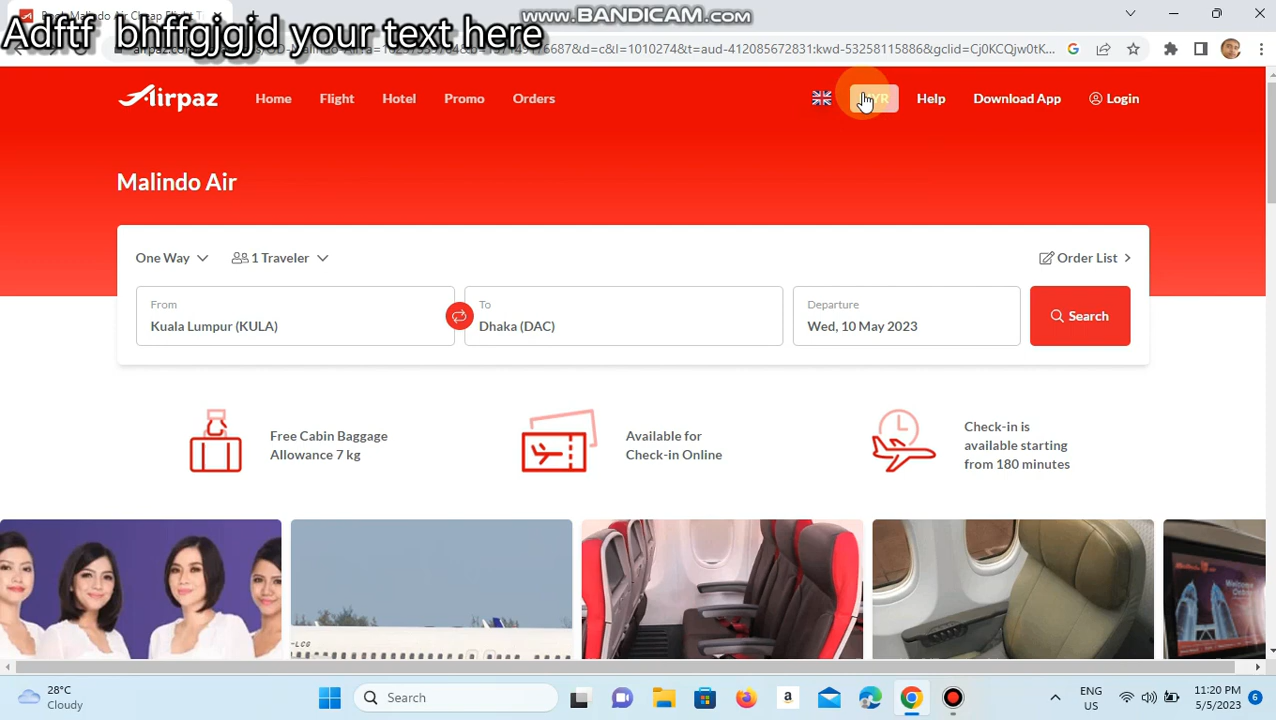 www.BANDICAM.com
Adftf bhffgjgjd your text here
Airpaz
Home Flight Hotel Promo Orders
Help Download App Login
Malindo Air
One Way 1 Traveler Order List
From
Kuala Lumpur (KULA)
To
Dhaka (DAC)
Departure
Wed, 10 May 2023
Search
Free Cabin Baggage
Allowance 7 kg
Available for
Check-in Online
Check-in is
available starting
from 180 minutes
Welcome
28°C
Cloudy
Search
ENG
US
11:20 PM
5/5/2023
6